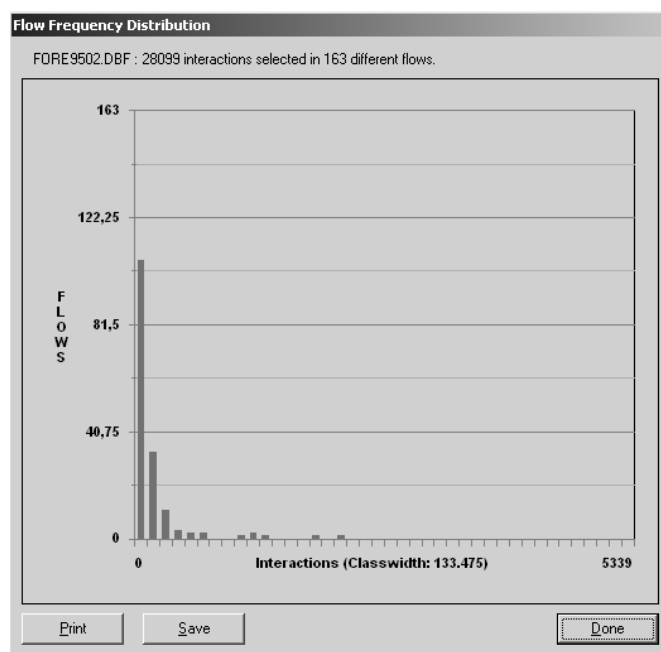 Flow Frequency Distribution
FORE9502.DBF : 28099 interactions selected in 163 different flows.
163
122,25
FLOWS
81,5
40,75
0
0 Interactions (Classwidth: 133.475) 5339
Print Save Done